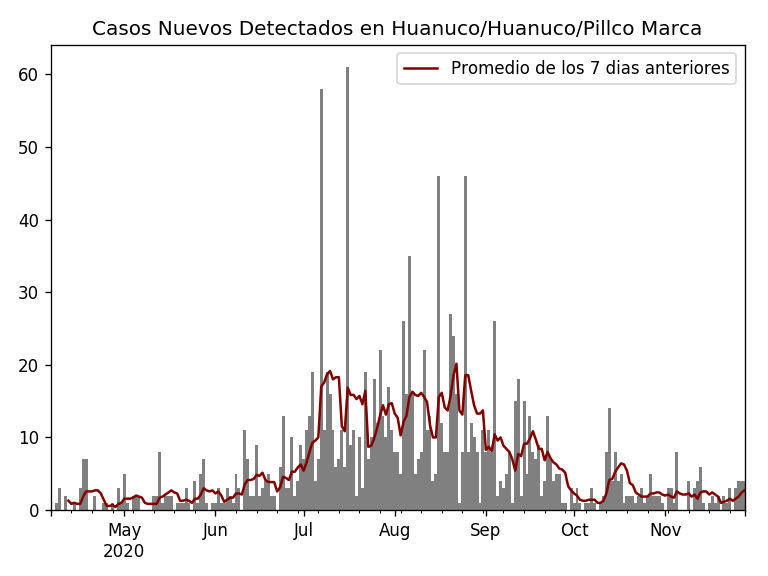 Casos Nuevos Detectados en Huanuco/Huanuco/Pillco Marca
Promedio de los 7 dias anteriores
60
50
40
30
20
10
0
May Jun Jul Aug Sep Oct Nov
2020